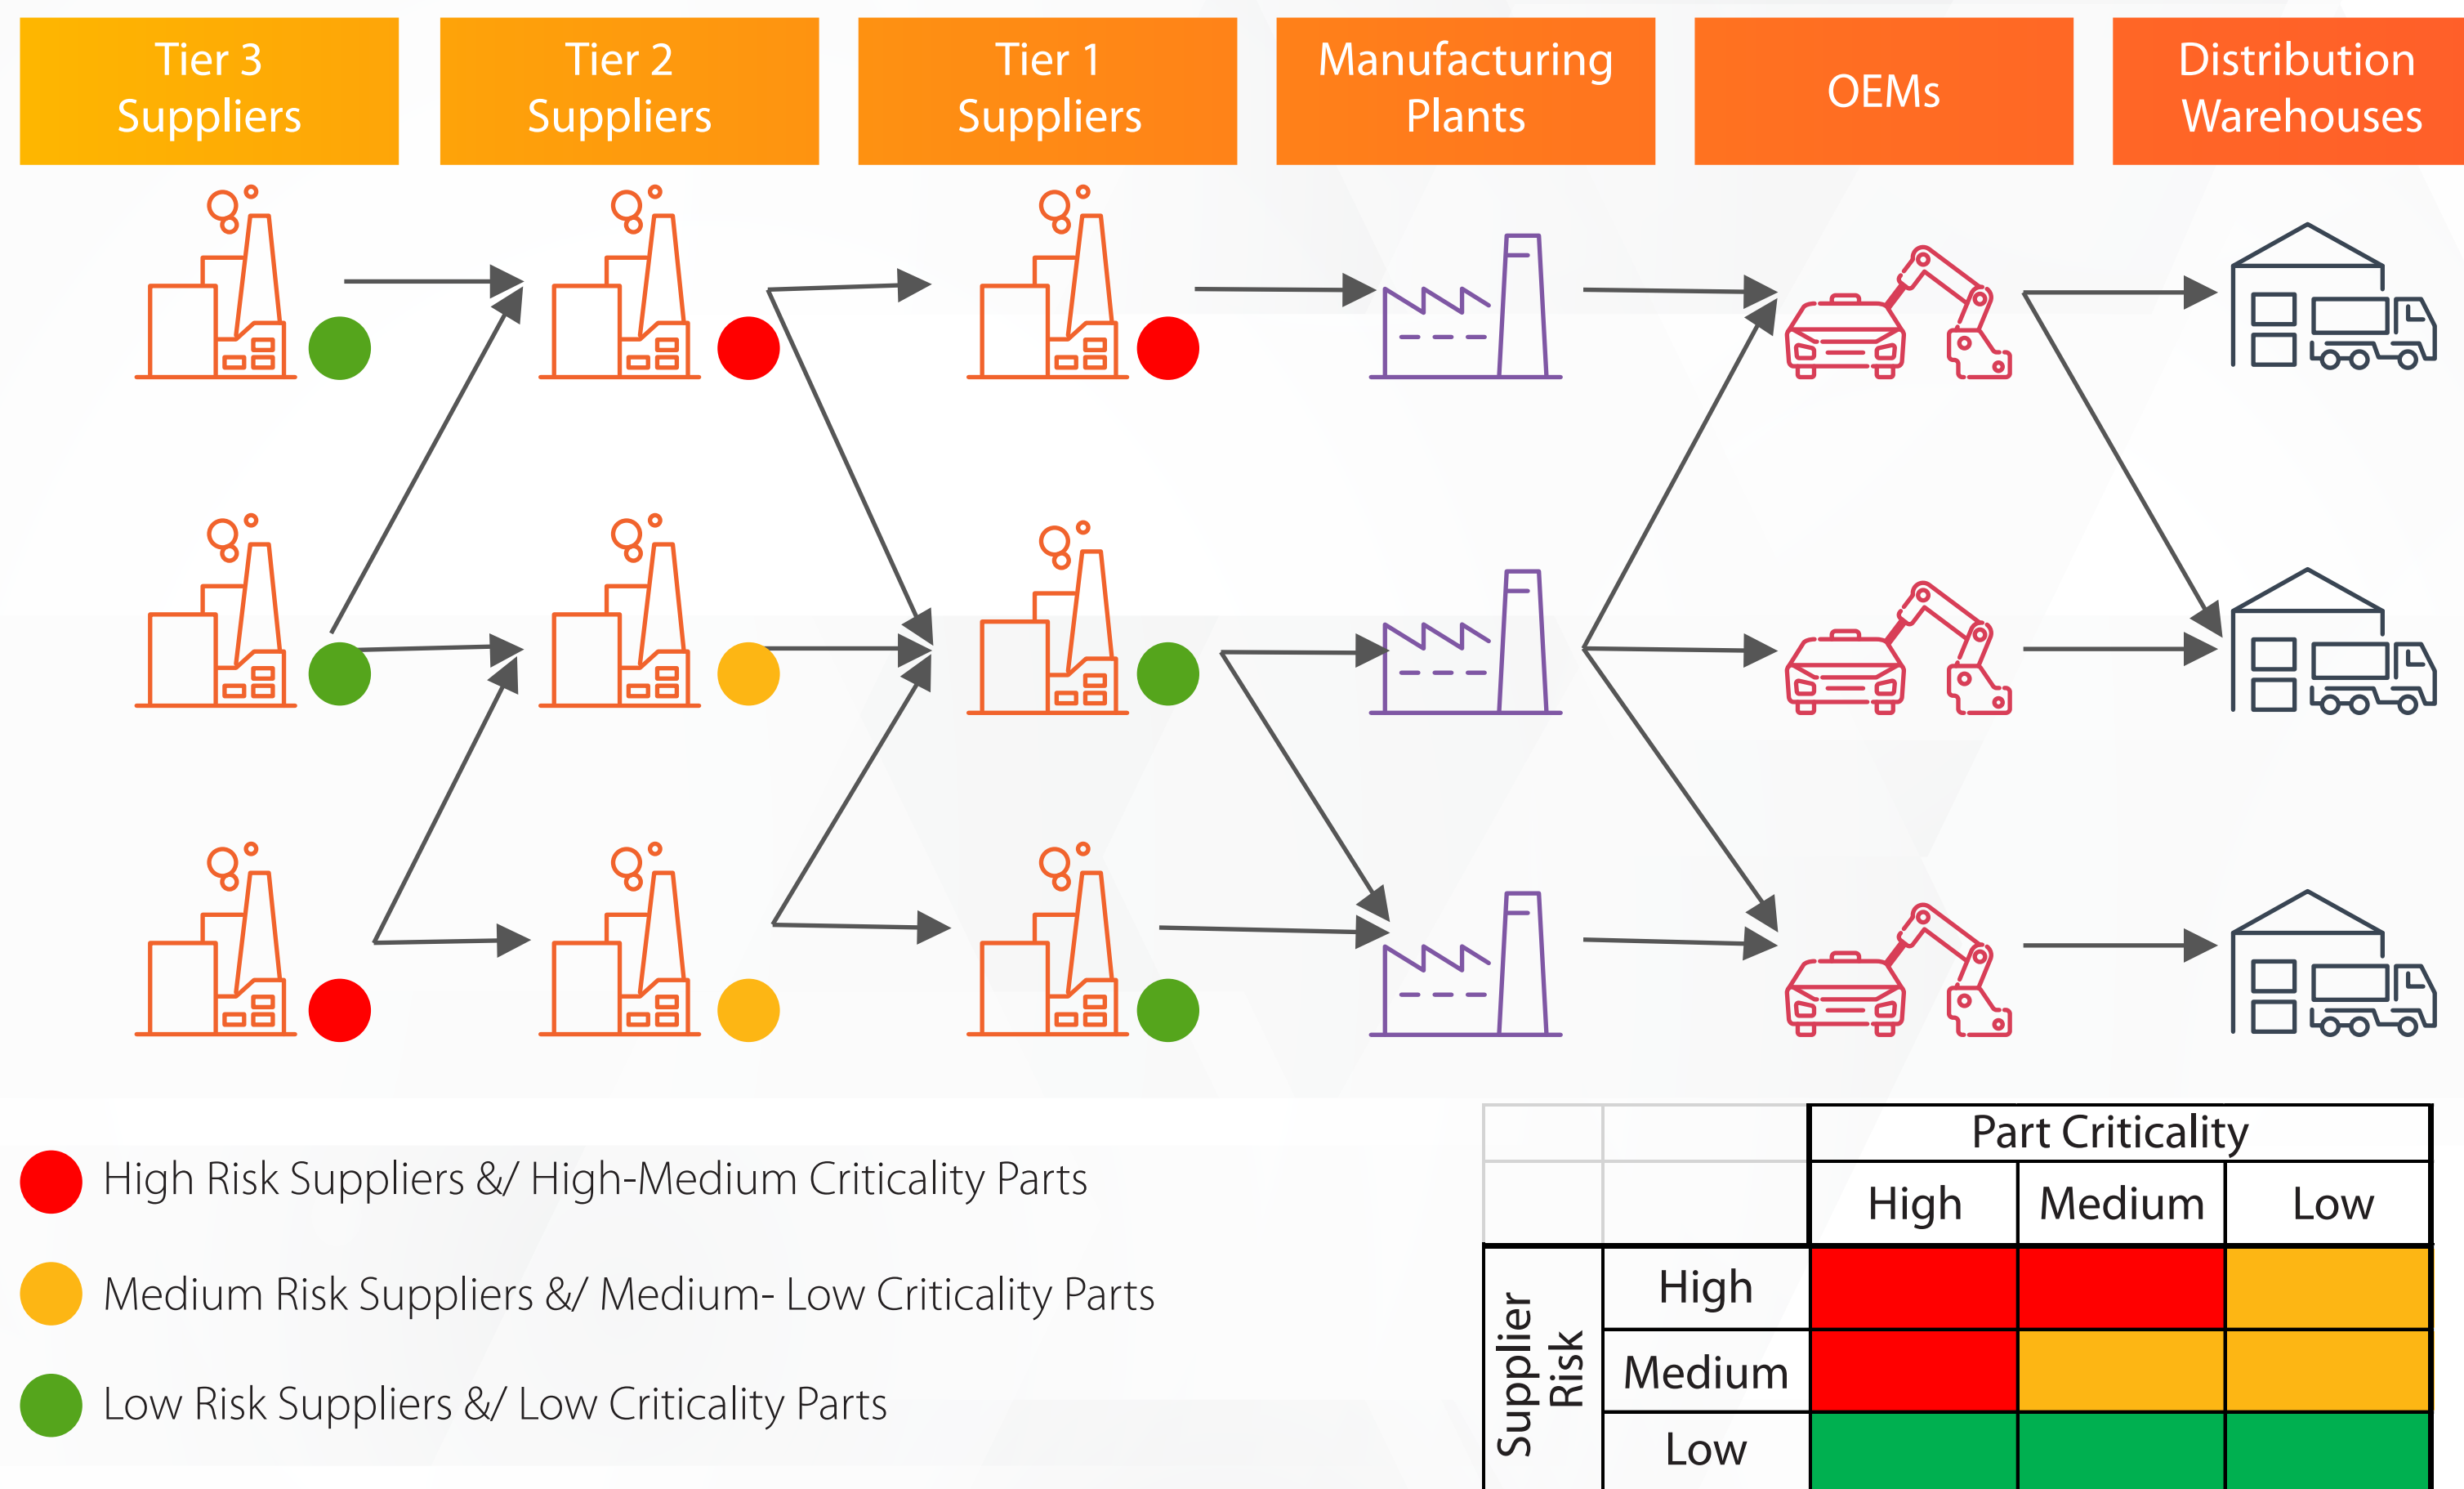 Tier 3
Suppliers
Tier 2
Suppliers
Tier 1
Suppliers
Manufacturing
Plants
OEMs
Distribution
Warehouses
High Risk Suppliers &/ High-Medium Criticality Parts
Medium Risk Suppliers &/ Medium- Low Criticality Parts
Low Risk Suppliers &/ Low Criticality Parts
Part Criticality
High Medium Low
Supplier
Risk
High
Medium
Low